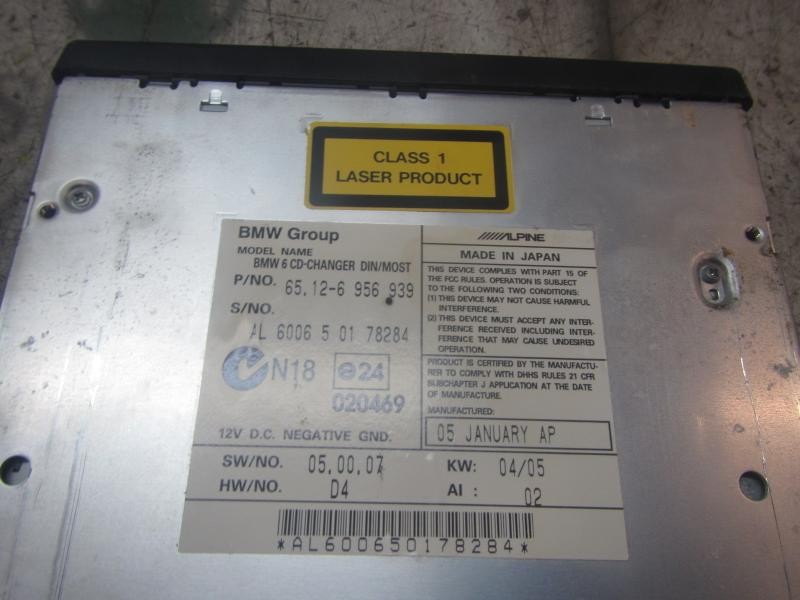 CLASS 1
LASER PRODUCT
BMW Group
MODEL NAME
BMW 6 CD-CHANGER DIN/MOST
P/NO. 65.12-6 956 939
S/NO.
AL 6006 5 01 78284
N18
e24
020469
12V D.C. NEGATIVE GND.
ALPINE
MADE IN JAPAN
THIS DEVICE COMPLIES WITH PART 15 OF
THE FCC RULES. OPERATION IS SUBJECT
TO THE FOLLOWING TWO CONDITIONS:
(1) THIS DEVICE MAY NOT CAUSE HARMFUL
INTERFERENCE.
(2) THIS DEVICE MUST ACCEPT ANY INTER-
FERENCE RECEIVED INCLUDING INTER-
FERENCE THAT MAY CAUSE UNDESIRED
OPERATION.
PRODUCT IS CERTIFIED BY THE MANUFACTU-
RER TO COMPLY WITH DHHS RULES 21 CFR
SUBCHAPTER J APPLICATION AT THE DATE
OF MANUFACTURE.
MANUFACTURED:
05 JANUARY AP
SW/NO. 05.00.07 KW: 04/05
HW/NO. D4 AI: 02
*AL600650178284*